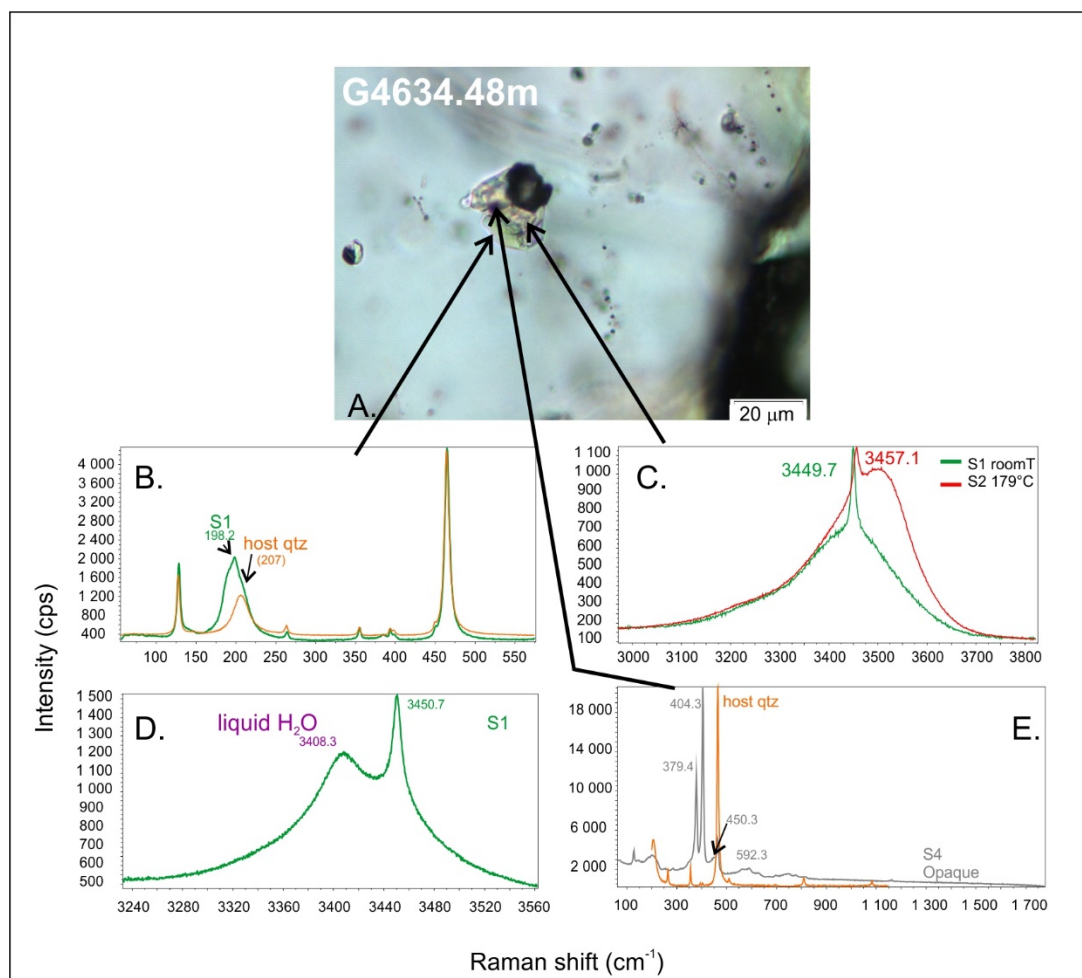 G4634.48m
A.
20 μm
Intensity (cps)
B.
4 000
3 600
3 200
2 800
2 400
2 000
1 600
1 200
800
400
S1
198.2
host qtz
(207)
100 150 200 250 300 350 400 450 500 550
C.
1 100
1 000
900
800
700
600
500
400
300
200
100
3449.7
3457.1
S1 roomT
S2 179°C
3000 3100 3200 3300 3400 3500 3600 3700 3800
D.
1 500
1 400
1 300
1 200
1 100
1 000
900
800
700
600
500
liquid H₂O
3408.3
3450.7
S1
3240 3280 3320 3360 3400 3440 3480 3520 3560
E.
18 000
14 000
10 000
6 000
2 000
404.3
host qtz
379.4
450.3
592.3
S4
Opaque
100 300 500 700 900 1 100 1 300 1 500 1 700
Raman shift (cm⁻¹)